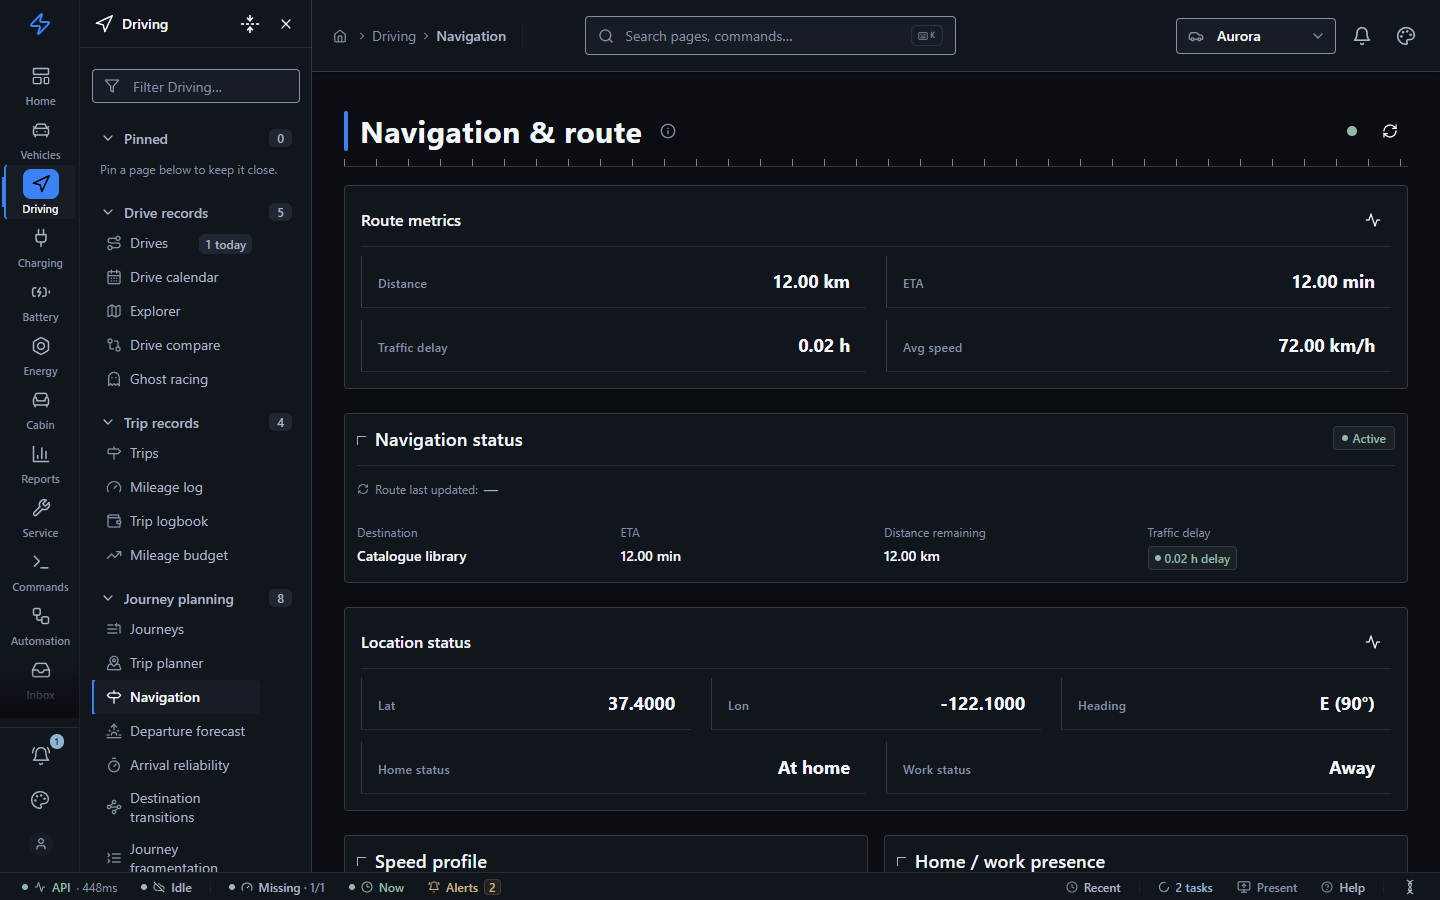 Driving
Home
Vehicles
Driving
Charging
Battery
Energy
Cabin
Reports
Service
Commands
Automation
Inbox
1
Filter Driving...
Pinned 0
Pin a page below to keep it close.
Drive records 5
Drives 1 today
Drive calendar
Explorer
Drive compare
Ghost racing
Trip records 4
Trips
Mileage log
Trip logbook
Mileage budget
Journey planning 8
Journeys
Trip planner
Navigation
Departure forecast
Arrival reliability
Destination
transitions
Journey
fragmentation
Driving Navigation
Search pages, commands... K
Aurora
Navigation & route
Route metrics
Distance 12.00 km
ETA 12.00 min
Traffic delay 0.02 h
Avg speed 72.00 km/h
Navigation status Active
Route last updated: —
Destination ETA Distance remaining Traffic delay
Catalogue library 12.00 min 12.00 km 0.02 h delay
Location status
Lat 37.4000
Lon -122.1000
Heading E (90°)
Home status At home
Work status Away
Speed profile
Home / work presence
API · 448ms Idle Missing · 1/1 Now Alerts 2 Recent 2 tasks Present Help